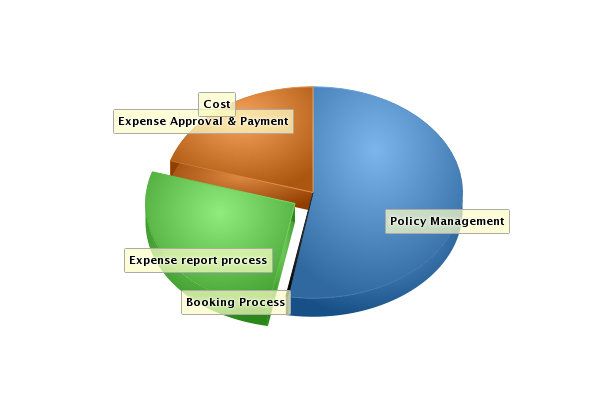 Cost
Expense Approval & Payment
Policy Management
Expense report process
Booking Process